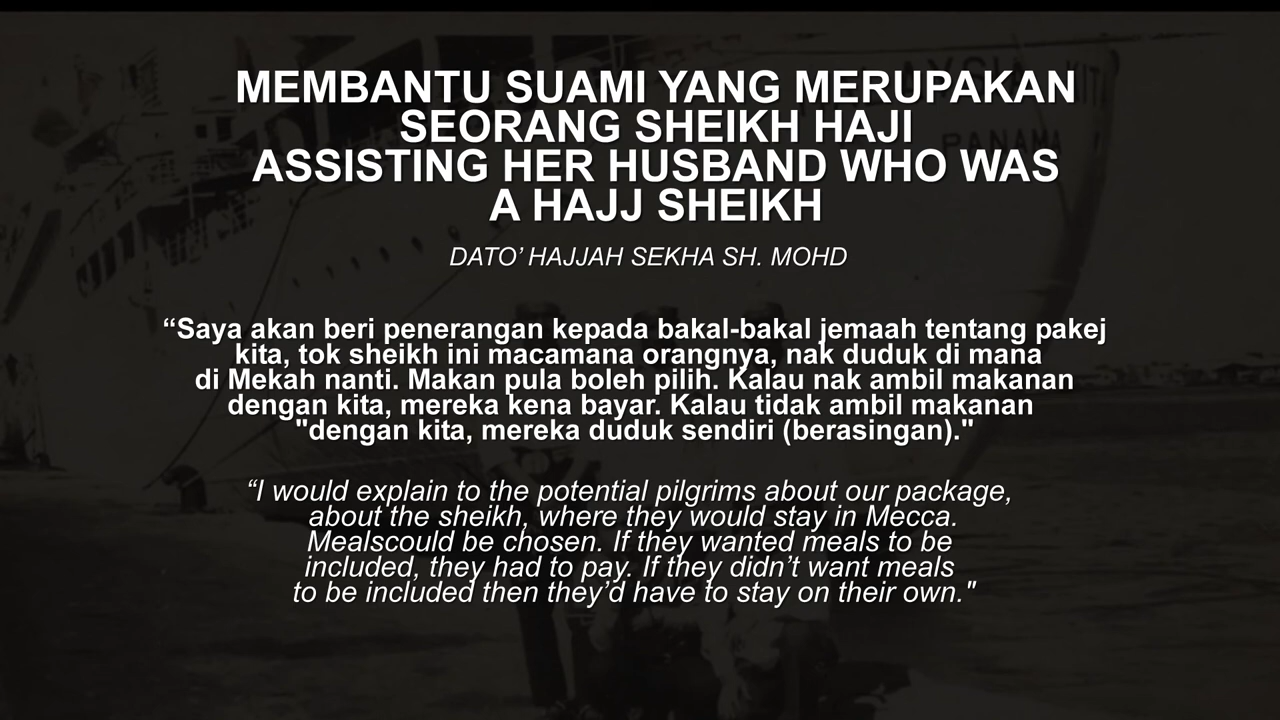 MEMBANTU SUAMI YANG MERUPAKAN
SEORANG SHEIKH HAJI
ASSISTING HER HUSBAND WHO WAS
A HAJJ SHEIKH
DATO’ HAJJAH SEKHA SH. MOHD
“Saya akan beri penerangan kepada bakal-bakal jemaah tentang pakej
kita, tok sheikh ini macamana orangnya, nak duduk di mana
di Mekah nanti. Makan pula boleh pilih. Kalau nak ambil makanan
dengan kita, mereka kena bayar. Kalau tidak ambil makanan
"dengan kita, mereka duduk sendiri (berasingan)."
“I would explain to the potential pilgrims about our package,
about the sheikh, where they would stay in Mecca.
Mealscould be chosen. If they wanted meals to be
included, they had to pay. If they didn’t want meals
to be included then they’d have to stay on their own."
PANAMA